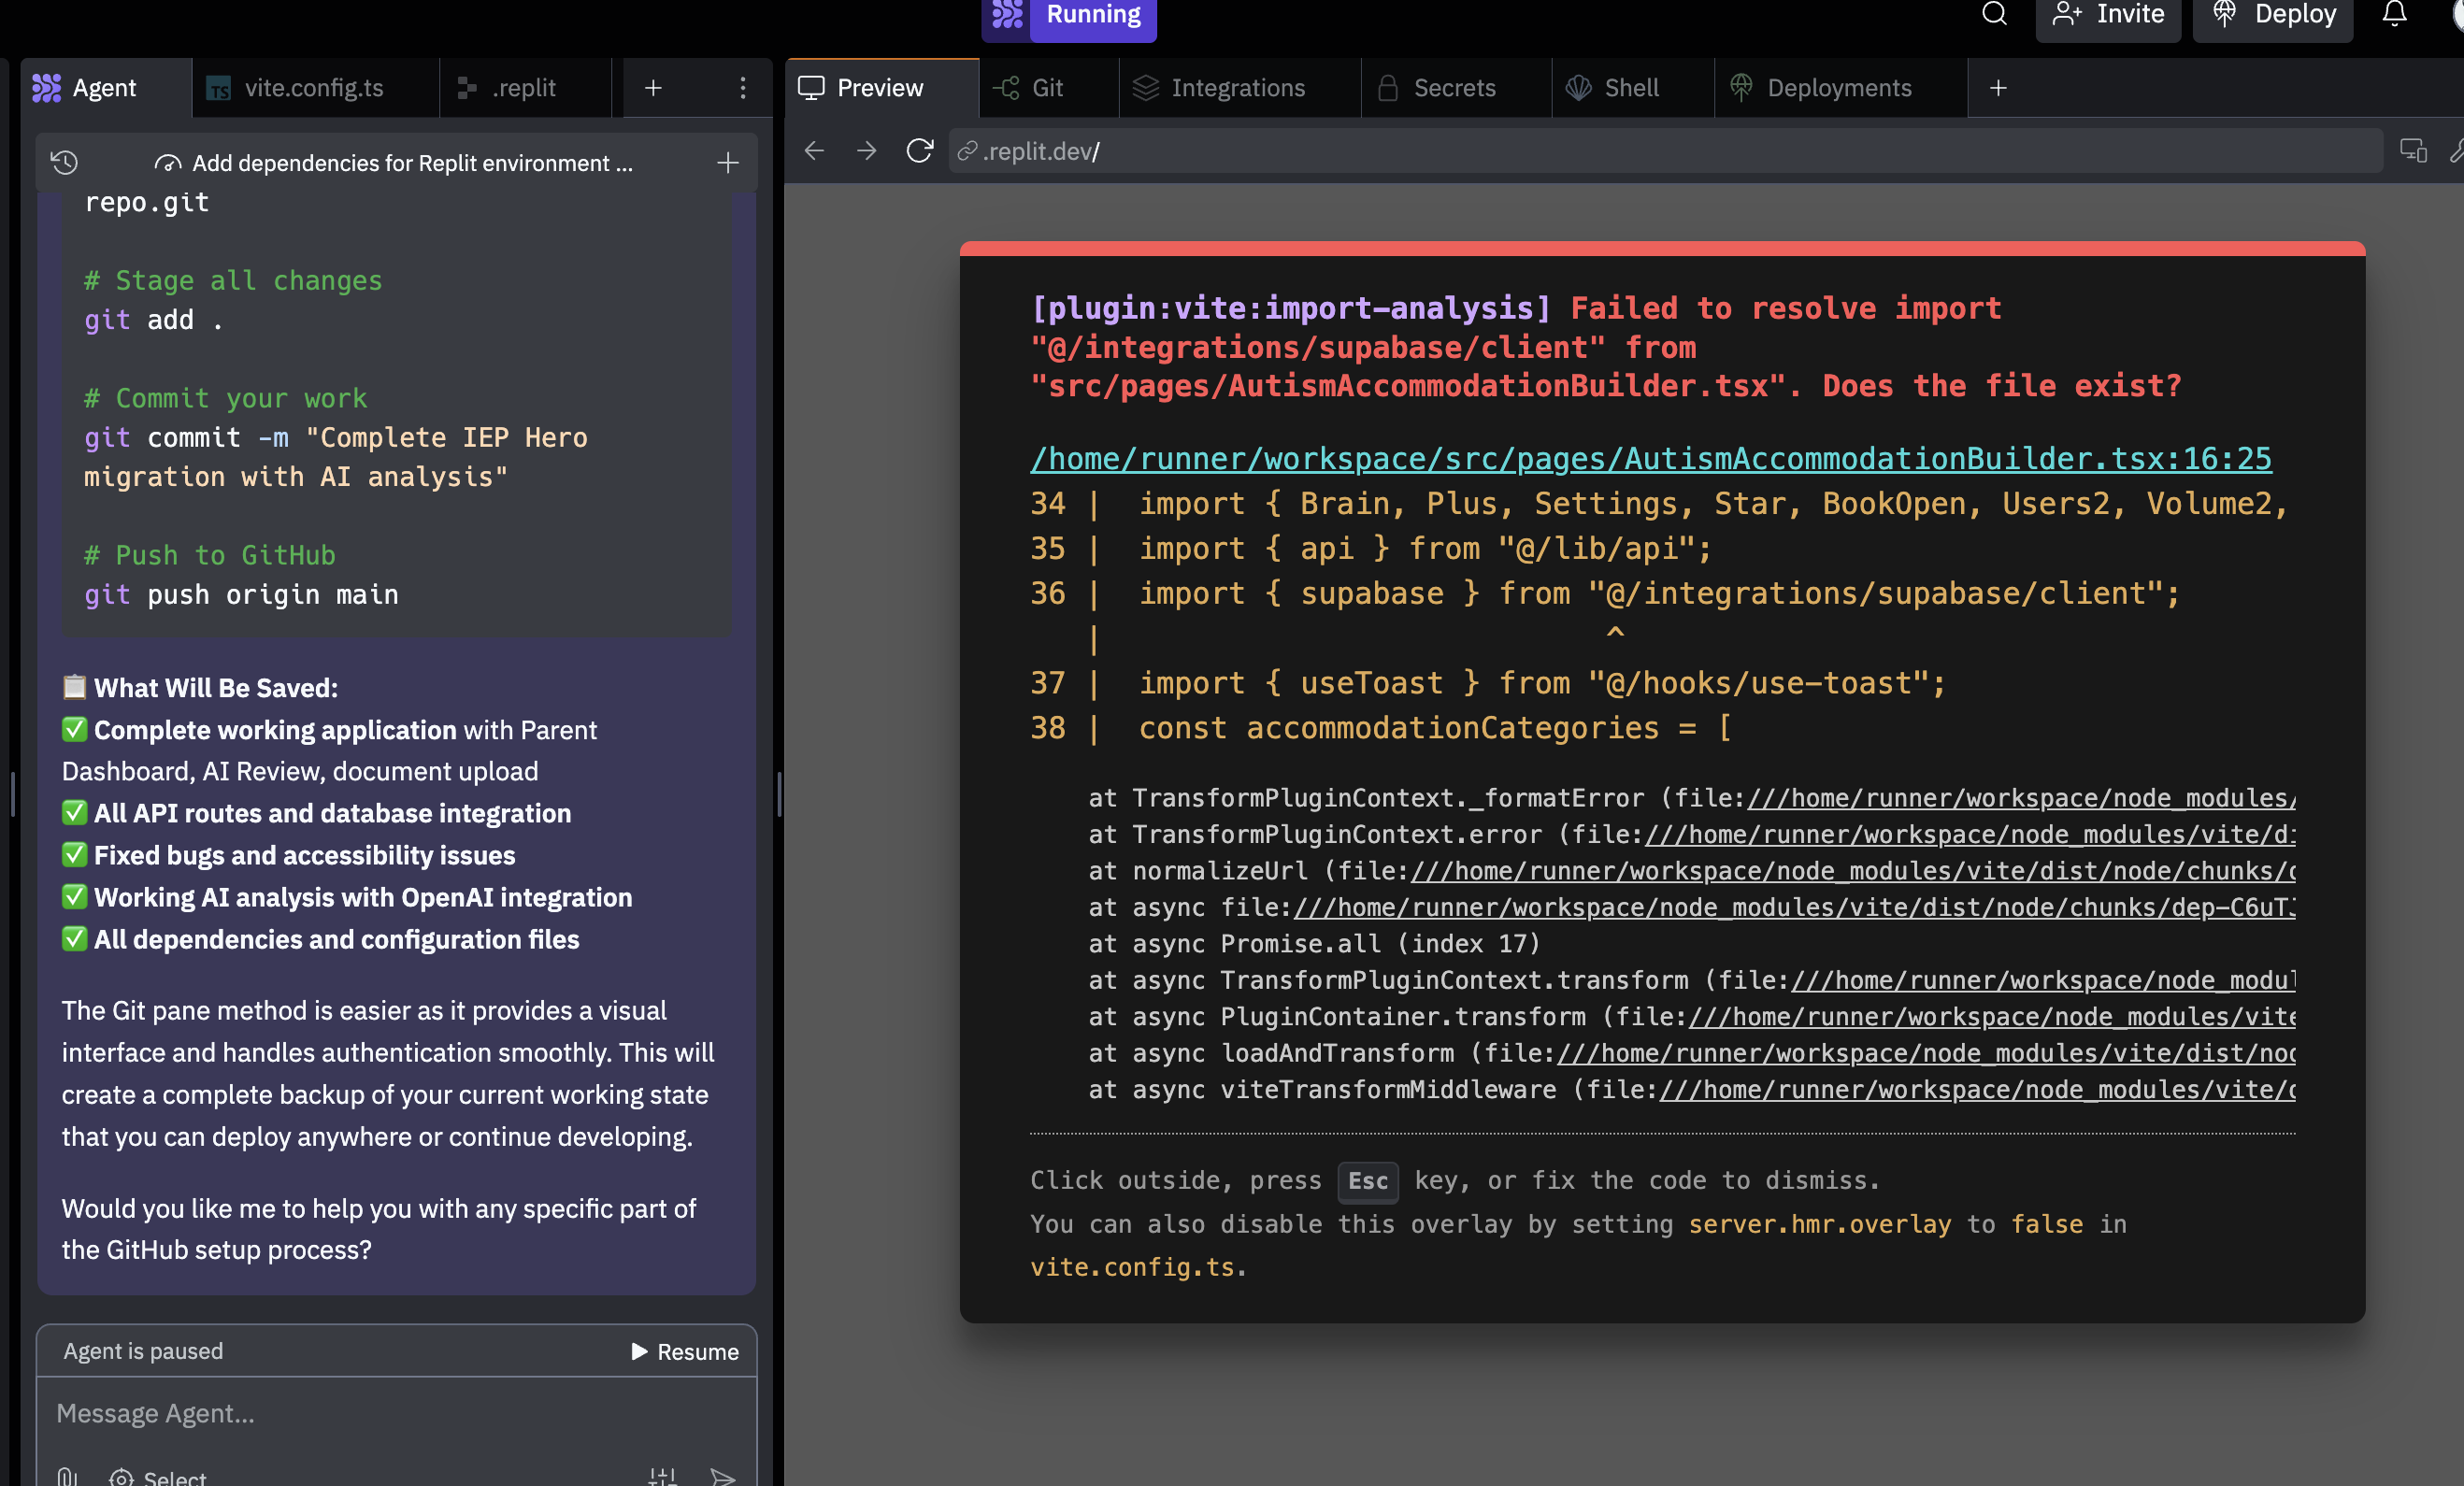 Running
Invite
Deploy
Agent
vite.config.ts
.replit
Preview
Git
Integrations
Secrets
Shell
Deployments
Add dependencies for Replit environment ...
.replit.dev/
repo.git
# Stage all changes
git add .
# Commit your work
git commit -m "Complete IEP Hero
migration with AI analysis"
# Push to GitHub
git push origin main
📋 What Will Be Saved:
✅ Complete working application with Parent
Dashboard, AI Review, document upload
✅ All API routes and database integration
✅ Fixed bugs and accessibility issues
✅ Working AI analysis with OpenAI integration
✅ All dependencies and configuration files
The Git pane method is easier as it provides a visual
interface and handles authentication smoothly. This will
create a complete backup of your current working state
that you can deploy anywhere or continue developing.
Would you like me to help you with any specific part of
the GitHub setup process?
Agent is paused
Resume
Message Agent...
Select
[plugin:vite:import-analysis] Failed to resolve import
"@/integrations/supabase/client" from
"src/pages/AutismAccommodationBuilder.tsx". Does the file exist?
/home/runner/workspace/src/pages/AutismAccommodationBuilder.tsx:16:25
34 | import { Brain, Plus, Settings, Star, BookOpen, Users2, Volume2,
35 | import { api } from "@/lib/api";
36 | import { supabase } from "@/integrations/supabase/client";
| ^
37 | import { useToast } from "@/hooks/use-toast";
38 | const accommodationCategories = [
at TransformPluginContext._formatError (file:///home/runner/workspace/node_modules/
at TransformPluginContext.error (file:///home/runner/workspace/node_modules/vite/di
at normalizeUrl (file:///home/runner/workspace/node_modules/vite/dist/node/chunks/
at async file:///home/runner/workspace/node_modules/vite/dist/node/chunks/dep-C6uT
at async Promise.all (index 17)
at async TransformPluginContext.transform (file:///home/runner/workspace/node_modul
at async PluginContainer.transform (file:///home/runner/workspace/node_modules/vite
at async loadAndTransform (file:///home/runner/workspace/node_modules/vite/dist/no
at async viteTransformMiddleware (file:///home/runner/workspace/node_modules/vite/
Click outside, press Esc key, or fix the code to dismiss.
You can also disable this overlay by setting server.hmr.overlay to false in
vite.config.ts.